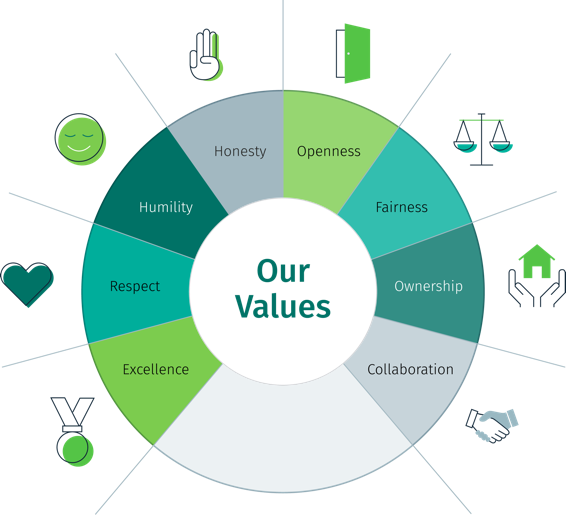 Honesty
Openness
Humility
Fairness
Respect
Our
Values
Ownership
Excellence
Collaboration